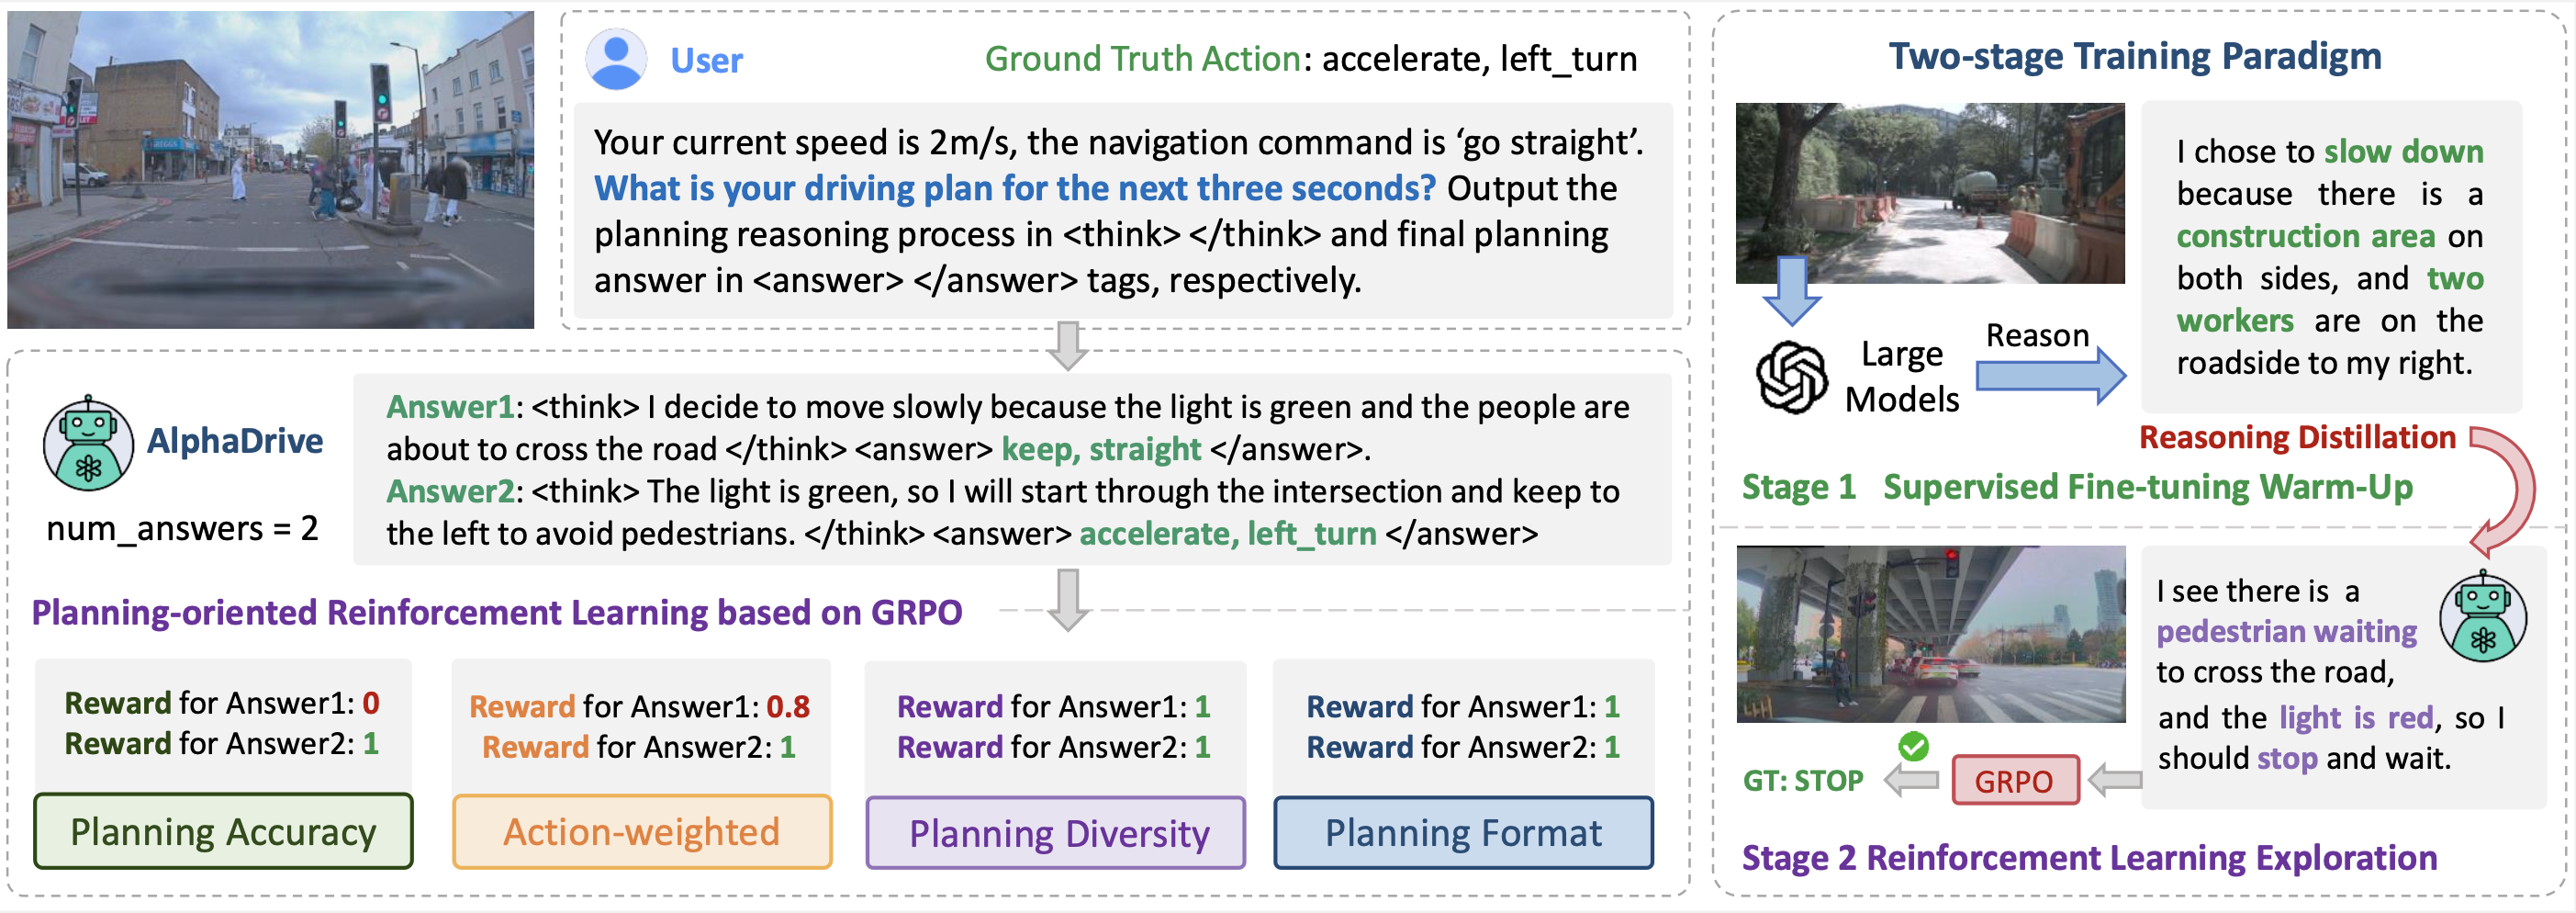 User
Ground Truth Action: accelerate, left_turn
Your current speed is 2m/s, the navigation command is ‘go straight’.
What is your driving plan for the next three seconds? Output the
planning reasoning process in <think> </think> and final planning
answer in <answer> </answer> tags, respectively.
AlphaDrive
num_answers = 2
Answer1: <think> I decide to move slowly because the light is green and the people are
about to cross the road </think> <answer> keep, straight </answer>.
Answer2: <think> The light is green, so I will start through the intersection and keep to
the left to avoid pedestrians. </think> <answer> accelerate, left_turn </answer>
Planning-oriented Reinforcement Learning based on GRPO
Reward for Answer1: 0
Reward for Answer2: 1
Planning Accuracy
Reward for Answer1: 0.8
Reward for Answer2: 1
Action-weighted
Reward for Answer1: 1
Reward for Answer2: 1
Planning Diversity
Reward for Answer1: 1
Reward for Answer2: 1
Planning Format
Two-stage Training Paradigm
Large
Models
Reason
I chose to slow down
because there is a
construction area on
both sides, and two
workers are on the
roadside to my right.
Reasoning Distillation
Stage 1 Supervised Fine-tuning Warm-Up
I see there is a
pedestrian waiting
to cross the road,
and the light is red, so I
should stop and wait.
GRPO
GT: STOP
Stage 2 Reinforcement Learning Exploration